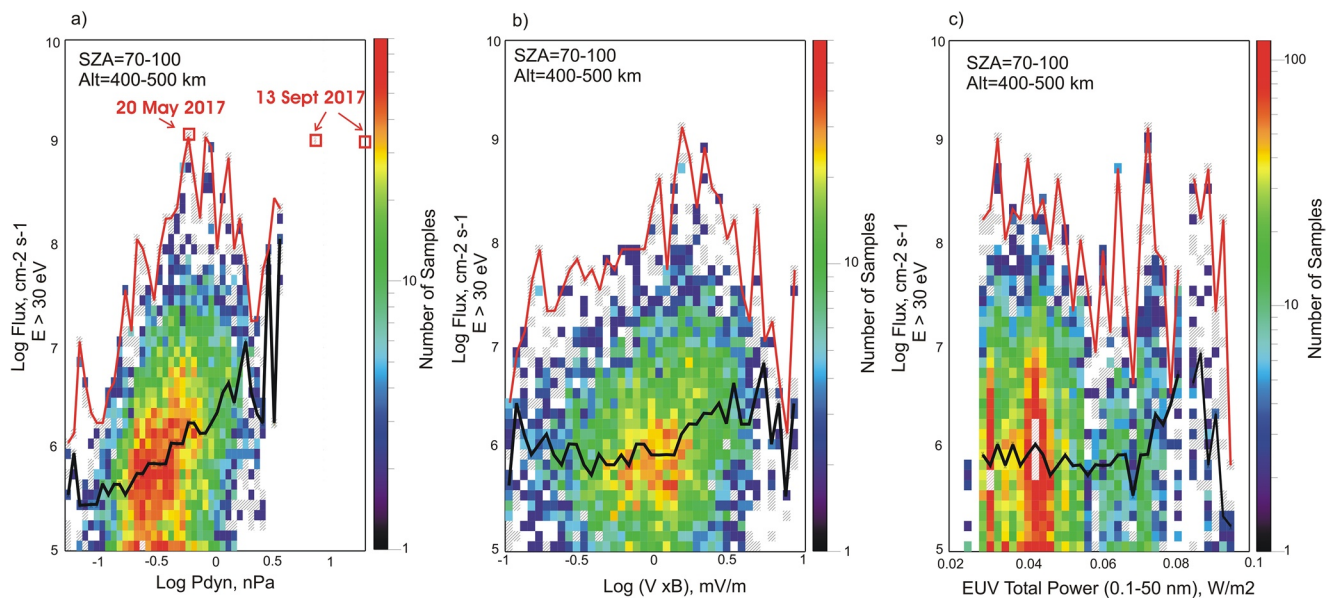 a)
SZA=70-100
Alt=400-500 km
20 May 2017
13 Sept 2017
10
9
8
7
6
5
Log Flux, cm-2 s-1
E > 30 eV
-1
-0.5
0
0.5
1
Log Pdyn, nPa
10
1
Number of Samples
b)
SZA=70-100
Alt=400-500 km
10
9
8
7
6
5
Log Flux, cm-2 s-1
E > 30 eV
-1
-0.5
0
0.5
1
Log (V xB), mV/m
10
1
Number of Samples
c)
SZA=70-100
Alt=400-500 km
10
9
8
7
6
5
Log Flux, cm-2 s-1
E > 30 eV
0.02
0.04
0.06
0.08
0.1
EUV Total Power (0.1-50 nm), W/m2
100
10
1
Number of Samples